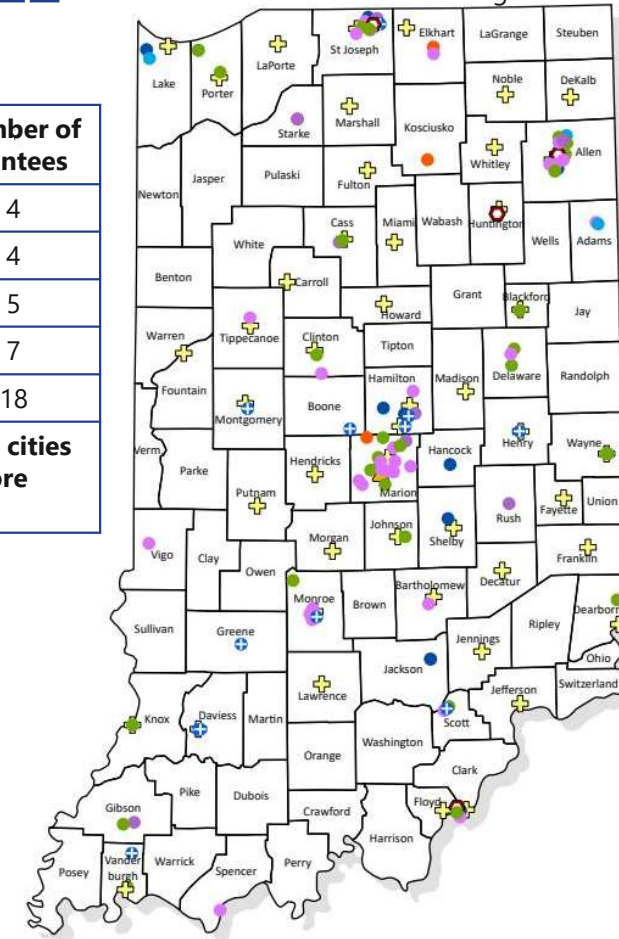 mber of
ntees
4
4
5
7
18
cities
ore
Lake
Porter
LaPorte
St Joseph
Elkhart
LaGrange
Steuben
Noble
DeKalb
Starke
Marshall
Kosciusko
Whitley
Allen
Newton
Jasper
Pulaski
Fulton
Cass
Miami
Wabash
Huntington
Wells
Adams
White
Benton
Carroll
Grant
Blackford
Jay
Howard
Warren
Tippecanoe
Clinton
Tipton
Fountain
Hamilton
Madison
Delaware
Randolph
Montgomery
Boone
Verm
Parke
Putnam
Hendricks
Marion
Hancock
Henry
Wayne
Vigo
Clay
Owen
Morgan
Johnson
Shelby
Rush
Fayette
Union
Franklin
Monroe
Brown
Bartholomew
Decatur
Dearborn
Sullivan
Greene
Jackson
Jennings
Ripley
Ohio
Knox
Daviess
Martin
Lawrence
Scott
Jefferson
Switzerland
Orange
Washington
Clark
Gibson
Pike
Dubois
Crawford
Floyd
Harrison
Posey
Vander
burgh
Warrick
Spencer
Perry